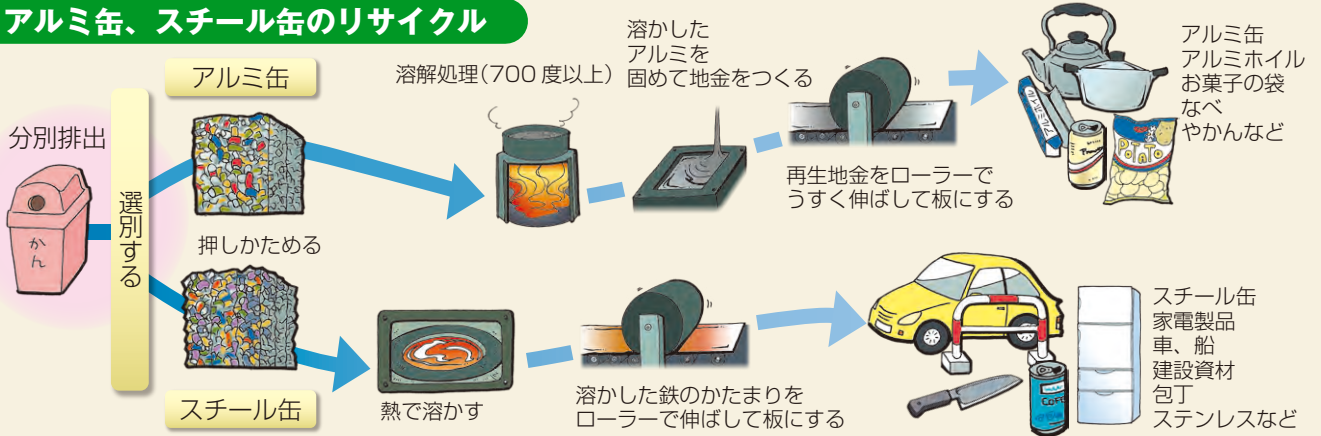 アルミ缶、スチール缶のリサイクル
分別排出
かん
選別する
アルミ缶
押しかためる
スチール缶
溶解処理(700度以上)
溶かした
アルミを
固めて地金をつくる
再生地金をローラーで
うすく伸ばして板にする
アルミホイル
POTATO
アルミ缶
アルミホイル
お菓子の袋
なべ
やかんなど
熱で溶かす
溶かした鉄のかたまりを
ローラーで伸ばして板にする
スチール缶
家電製品
車、船
建設資材
包丁
ステンレスなど